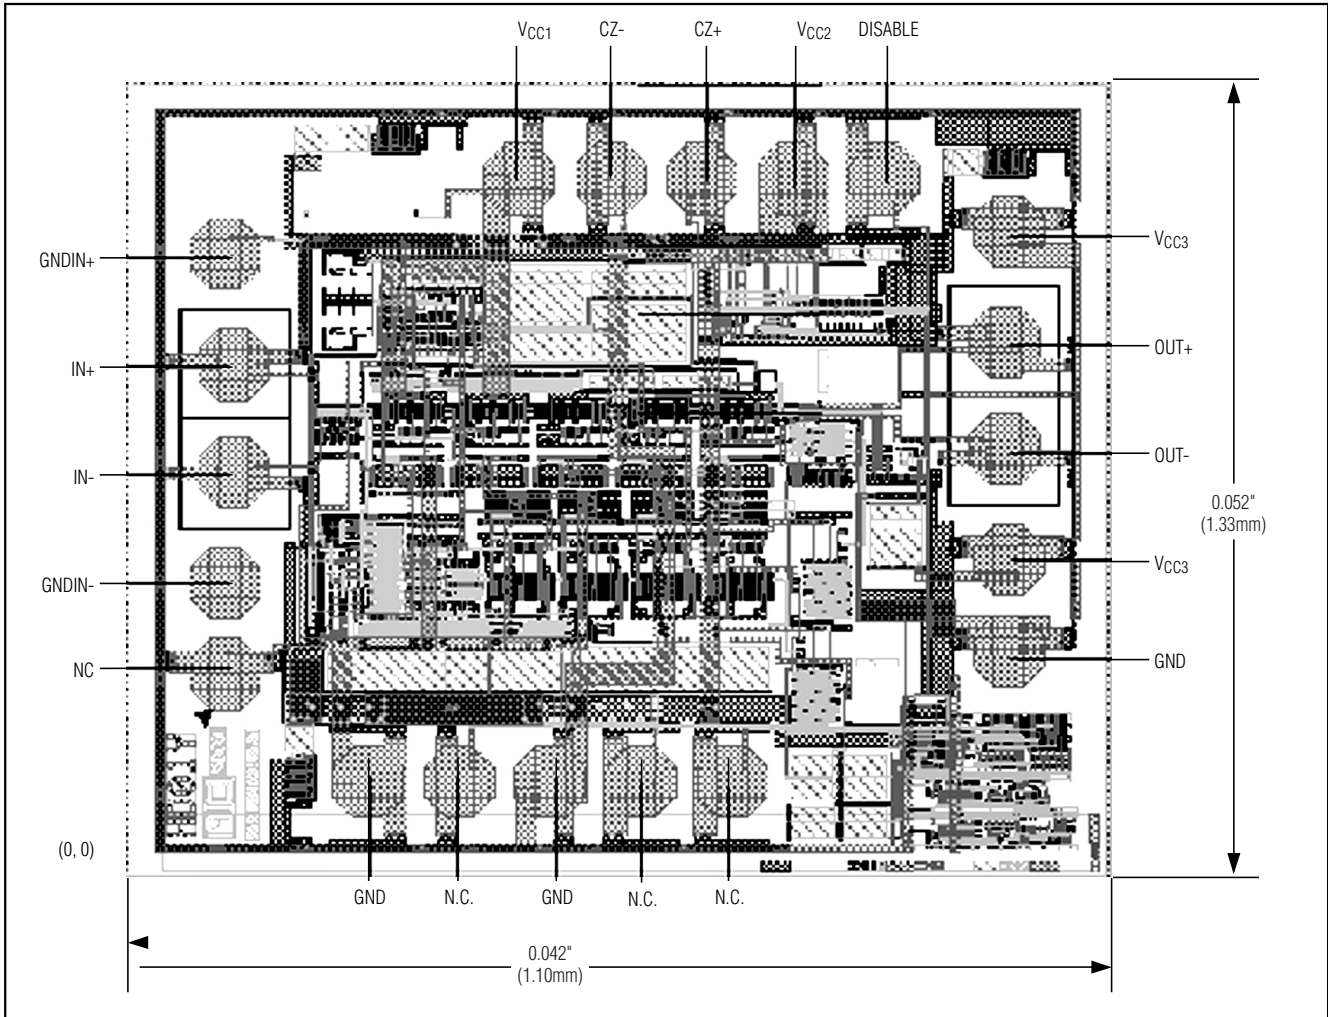 VCC1
CZ-
CZ+
VCC2
DISABLE
GNDIN+
VCC3
IN+
OUT+
IN-
OUT-
0.052"
(1.33mm)
GNDIN-
VCC3
NC
GND
(0, 0)
GND
N.C.
GND
N.C.
N.C.
0.042"
(1.10mm)